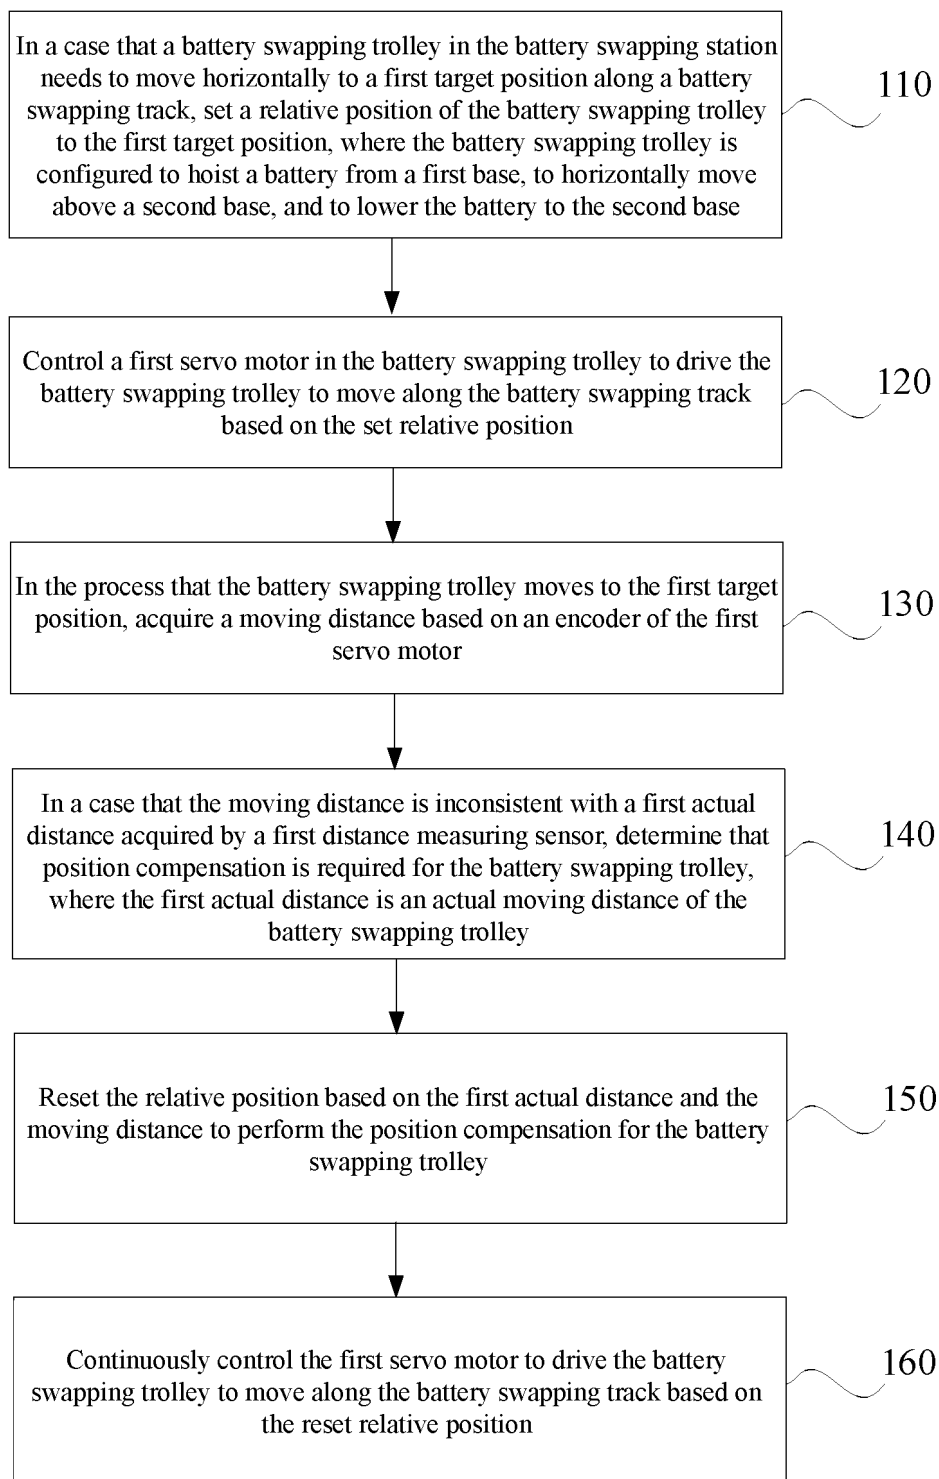 In a case that a battery swapping trolley in the battery swapping station
needs to move horizontally to a first target position along a battery
swapping track, set a relative position of the battery swapping trolley
to the first target position, where the battery swapping trolley is
configured to hoist a battery from a first base, to horizontally move
above a second base, and to lower the battery to the second base
110
Control a first servo motor in the battery swapping trolley to drive the
battery swapping trolley to move along the battery swapping track
based on the set relative position
120
In the process that the battery swapping trolley moves to the first target
position, acquire a moving distance based on an encoder of the first
servo motor
130
In a case that the moving distance is inconsistent with a first actual
distance acquired by a first distance measuring sensor, determine that
position compensation is required for the battery swapping trolley,
where the first actual distance is an actual moving distance of the
battery swapping trolley
140
Reset the relative position based on the first actual distance and the
moving distance to perform the position compensation for the battery
swapping trolley
150
Continuously control the first servo motor to drive the battery
swapping trolley to move along the battery swapping track based on
the reset relative position
160